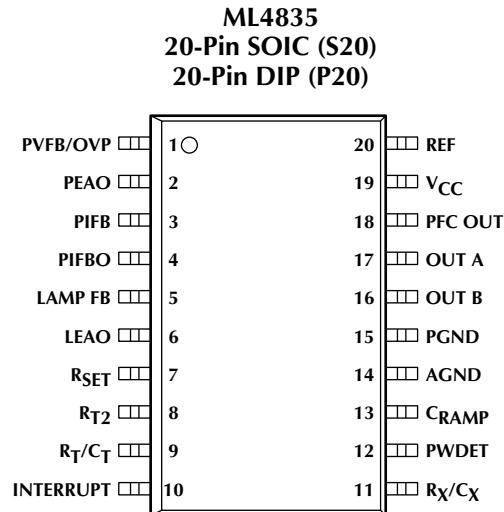 ML4835
20-Pin SOIC (S20)
20-Pin DIP (P20)
PVFB/OVP 1 20 REF
PEAO 2 19 VCC
PIFB 3 18 PFC OUT
PIFBO 4 17 OUT A
LAMP FB 5 16 OUT B
LEAO 6 15 PGND
RSET 7 14 AGND
RT2 8 13 CRAMP
RT/CT 9 12 PWDET
INTERRUPT 10 11 RX/CX